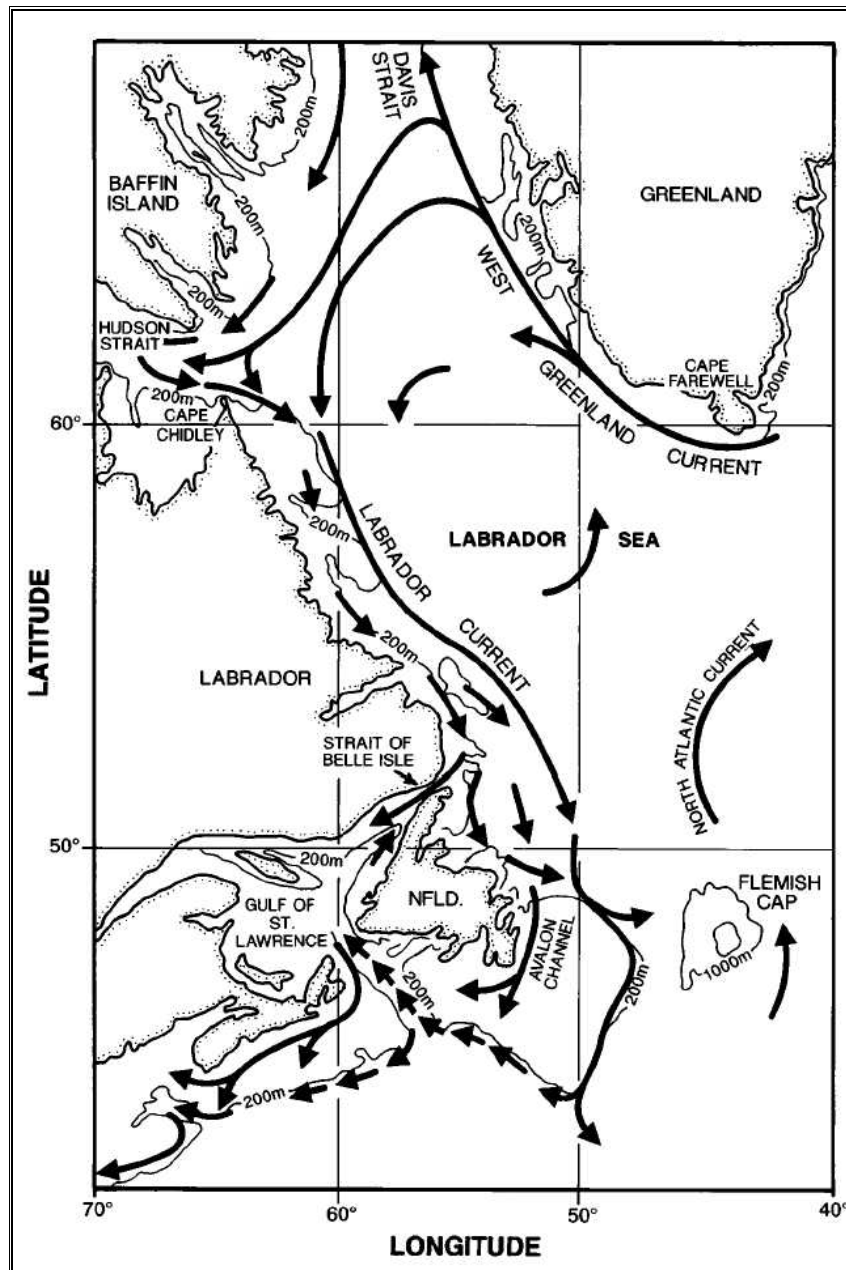 DAVIS
STRAIT
200m
BAFFIN
ISLAND
GREENLAND
200m
200m
WEST
200m
HUDSON
STRAIT
CAPE
FAREWELL
200m
GREENLAND
200m
CAPE
CHIDLEY
60°
CURRENT
200m
LABRADOR
LABRADOR SEA
CURRENT
LATITUDE
200m
LABRADOR
NORTH ATLANTIC CURRENT
STRAIT OF
BELLE ISLE
50°
200m
NFLD.
FLEMISH
CAP
GULF OF
ST.
LAWRENCE
AVALON
CHANNEL
1000m
200m
200m
200m
70°
60°
50°
40°
LONGITUDE